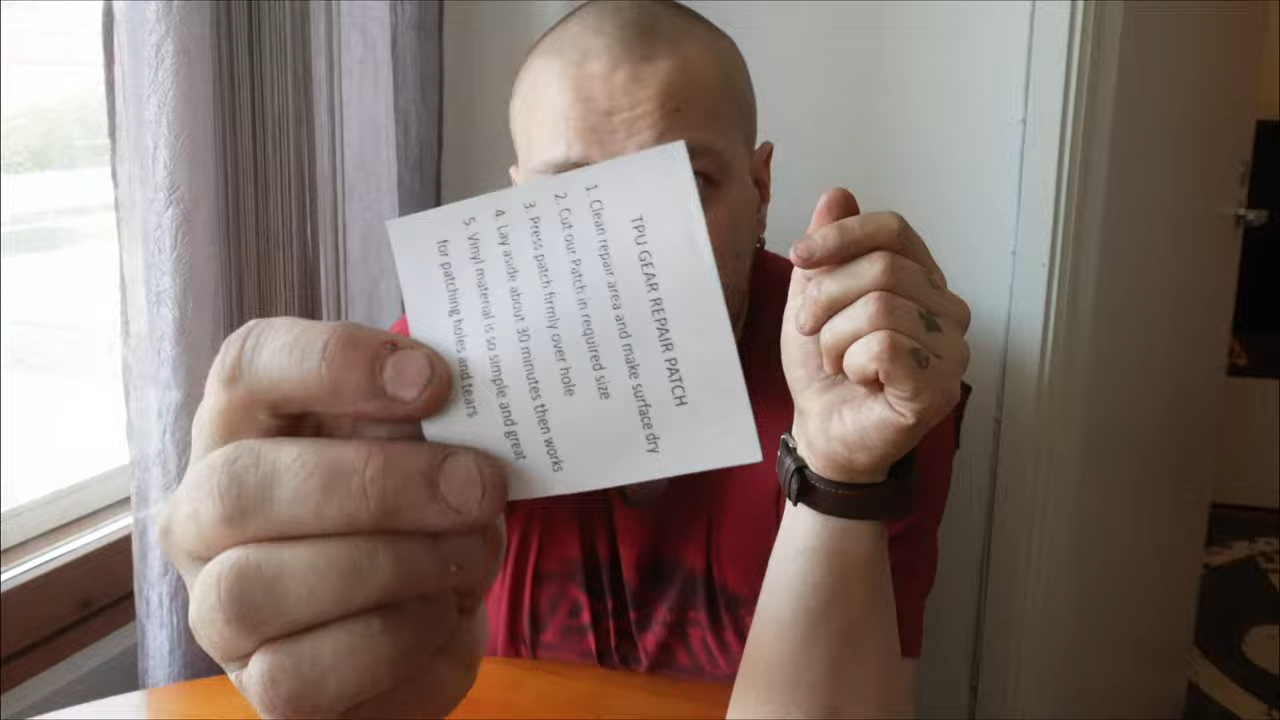 TPU GEAR REPAIR PATCH
1. Clean repair area and make surface dry
2. Cut our Patch in required size
3. Press patch firmly over hole
4. Lay aside about 30 minutes then works
5. Vinyl material is so simple and great
for patching holes and tears